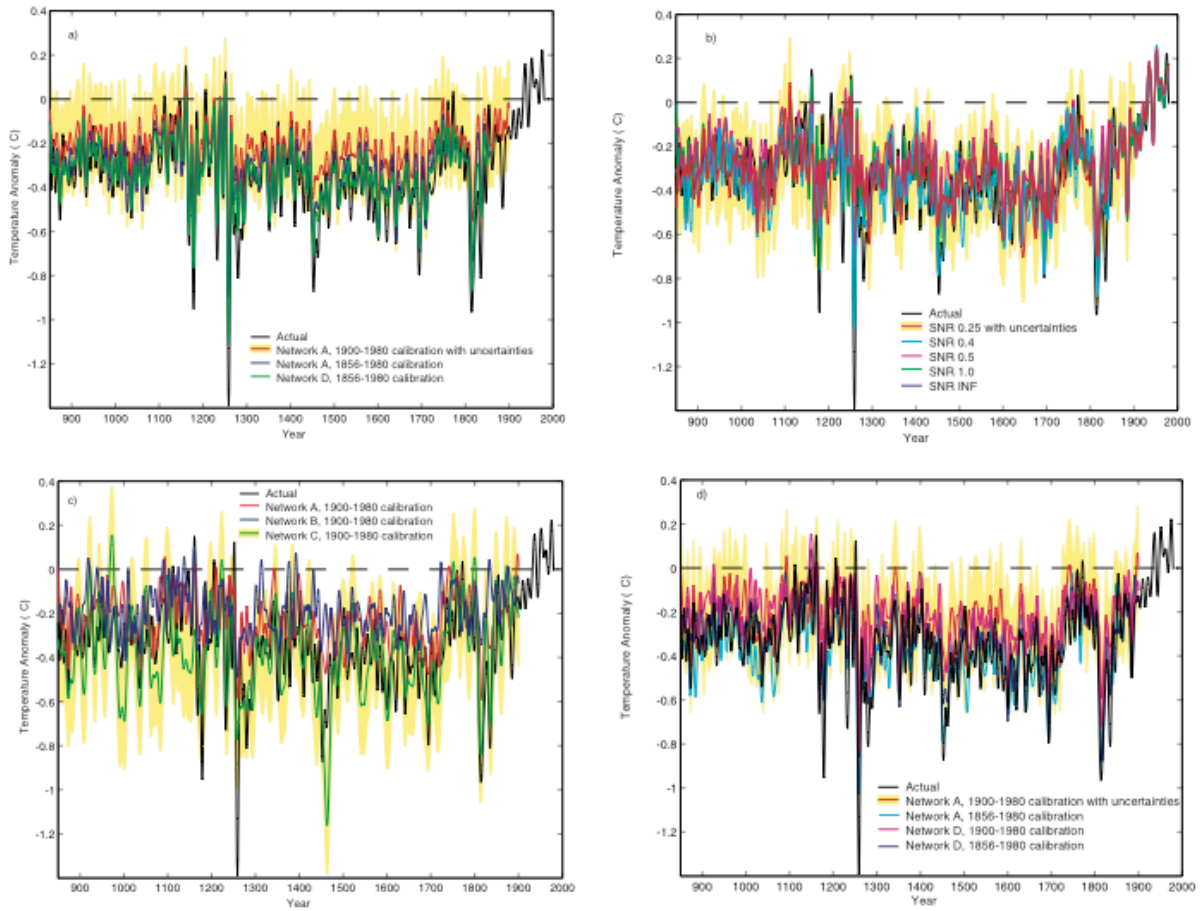 a)
0.4
0.2
0
-0.2
-0.4
-0.6
-0.8
-1
-1.2
Temperature Anomaly ( C)
Actual
Network A, 1900-1980 calibration with uncertainties
Network A, 1856-1980 calibration
Network D, 1856-1980 calibration
900 1000 1100 1200 1300 1400 1500 1600 1700 1800 1900 2000
Year
b)
0.4
0.2
0
-0.2
-0.4
-0.6
-0.8
-1
-1.2
Temperature Anomaly ( C)
Actual
SNR 0.25 with uncertainties
SNR 0.4
SNR 0.5
SNR 1.0
SNR INF
900 1000 1100 1200 1300 1400 1500 1600 1700 1800 1900 2000
Year
c)
0.4
0.2
0
-0.2
-0.4
-0.6
-0.8
-1
-1.2
Temperature Anomaly ( C)
Actual
Network A, 1900-1980 calibration
Network B, 1900-1980 calibration
Network C, 1900-1980 calibration
900 1000 1100 1200 1300 1400 1500 1600 1700 1800 1900 2000
Year
d)
0.4
0.2
0
-0.2
-0.4
-0.6
-0.8
-1
-1.2
Temperature Anomaly ( C)
Actual
Network A, 1900-1980 calibration with uncertainties
Network A, 1856-1980 calibration
Network D, 1900-1980 calibration
Network D, 1856-1980 calibration
900 1000 1100 1200 1300 1400 1500 1600 1700 1800 1900 2000
Year